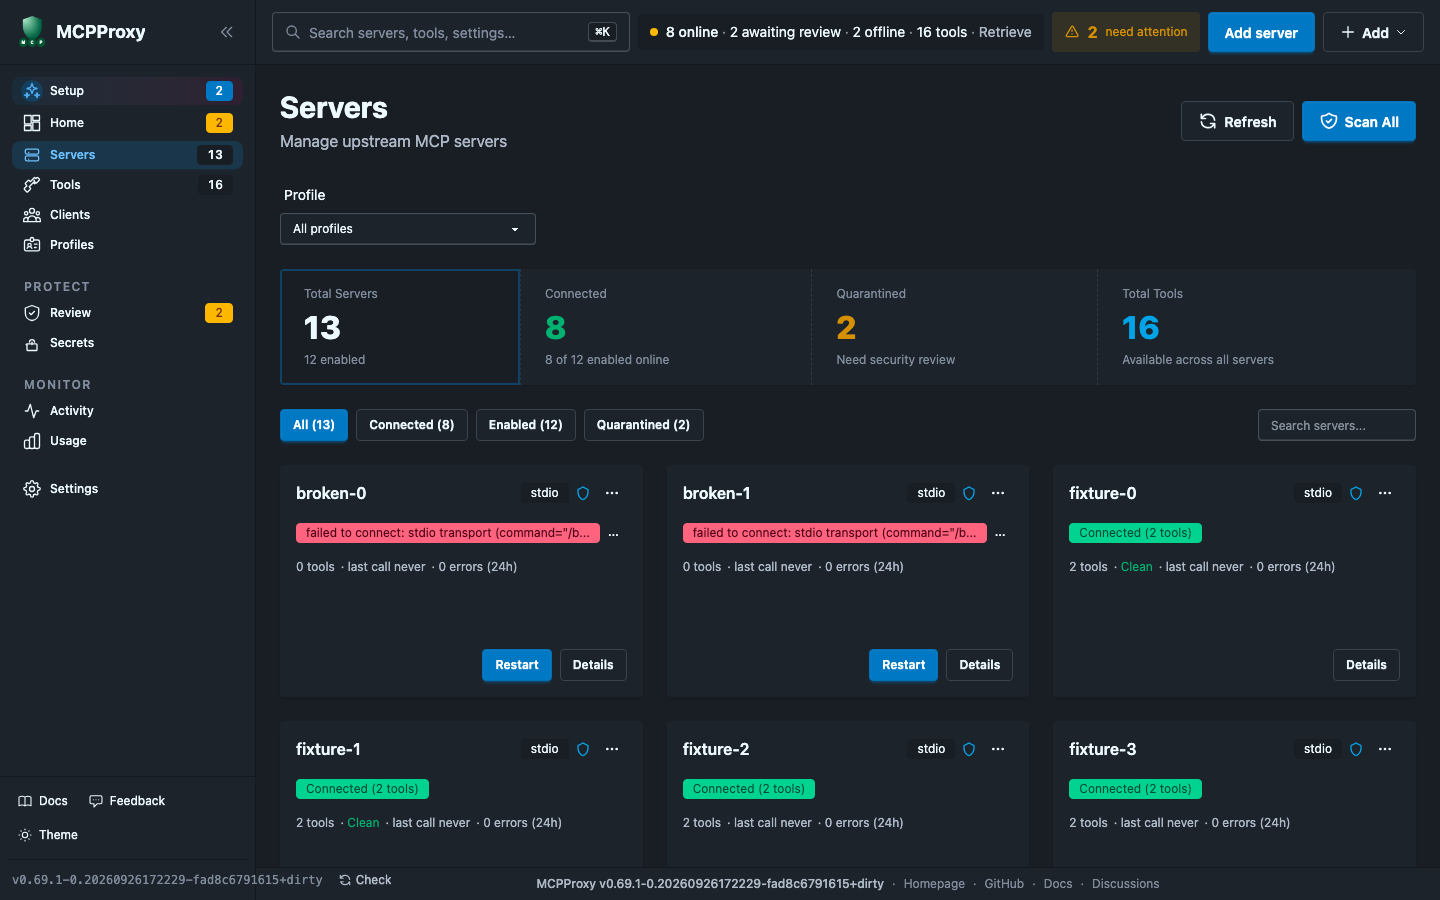 MCPProxy
Search servers, tools, settings...
⌘K
8 online · 2 awaiting review · 2 offline · 16 tools · Retrieve
2 need attention
Add server
Add
Setup 2
Home 2
Servers 13
Tools 16
Clients
Profiles
PROTECT
Review 2
Secrets
MONITOR
Activity
Usage
Settings
Docs
Feedback
Theme
v0.69.1-0.20260926172229-fad8c6791615+dirty
Check
Servers
Manage upstream MCP servers
Refresh
Scan All
Profile
All profiles
Total Servers
13
12 enabled
Connected
8
8 of 12 enabled online
Quarantined
2
Need security review
Total Tools
16
Available across all servers
All (13)
Connected (8)
Enabled (12)
Quarantined (2)
Search servers...
broken-0
stdio
failed to connect: stdio transport (command="/b...
0 tools · last call never · 0 errors (24h)
Restart
Details
broken-1
stdio
failed to connect: stdio transport (command="/b...
0 tools · last call never · 0 errors (24h)
Restart
Details
fixture-0
stdio
Connected (2 tools)
2 tools · Clean · last call never · 0 errors (24h)
Details
fixture-1
stdio
Connected (2 tools)
2 tools · Clean · last call never · 0 errors (24h)
fixture-2
stdio
Connected (2 tools)
2 tools · last call never · 0 errors (24h)
fixture-3
stdio
Connected (2 tools)
2 tools · last call never · 0 errors (24h)
MCPProxy v0.69.1-0.20260926172229-fad8c6791615+dirty · Homepage · GitHub · Docs · Discussions